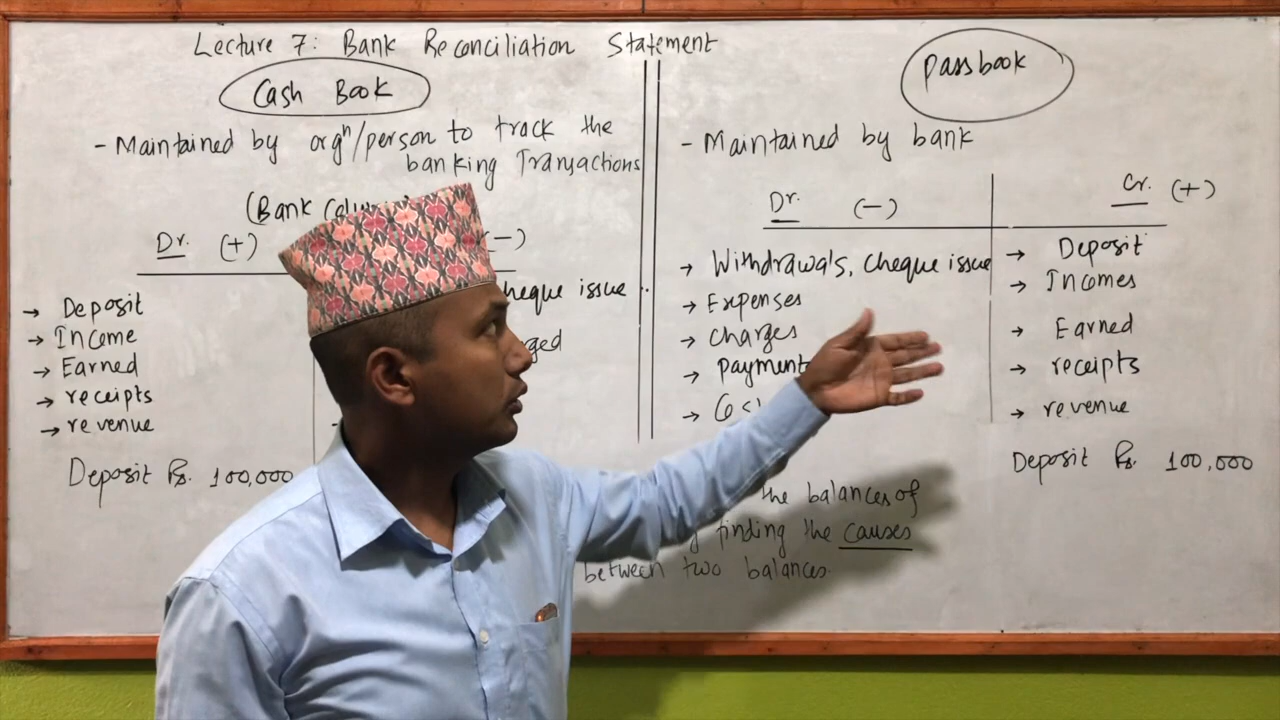 Lecture 7: Bank Reconciliation Statement
Cash Book
- Maintained by orgⁿ/person to track the
banking Transactions
(Bank
Dr. (+)
(-)
→ Deposit
→ Income
→ Earned
→ receipts
→ revenue
Deposit Rs. 100,000
cheque issue
Passbook
- Maintained by bank
Dr. (-)
→ Withdrawals, cheque issue
→ Expenses
→ charges
→ payment
Cr. (+)
→ Deposit
→ Incomes
→ Earned
→ receipts
→ revenue
Deposit Rs. 100,000
the balances of
finding the causes
between two balances.